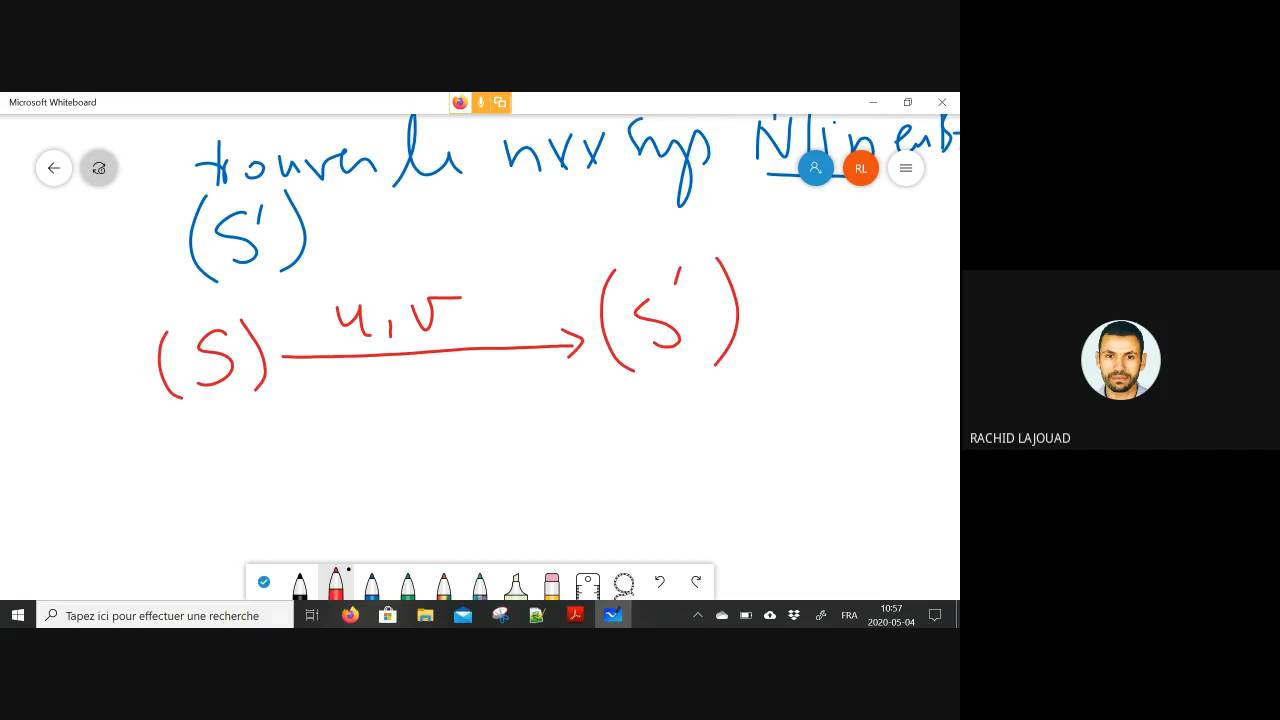 Microsoft Whiteboard
trouver le nvx sys
(S')
RL
(S) u, v (S')
RACHID LAJOUAD
Tapez ici pour effectuer une recherche
FRA
10:57
2020-05-04